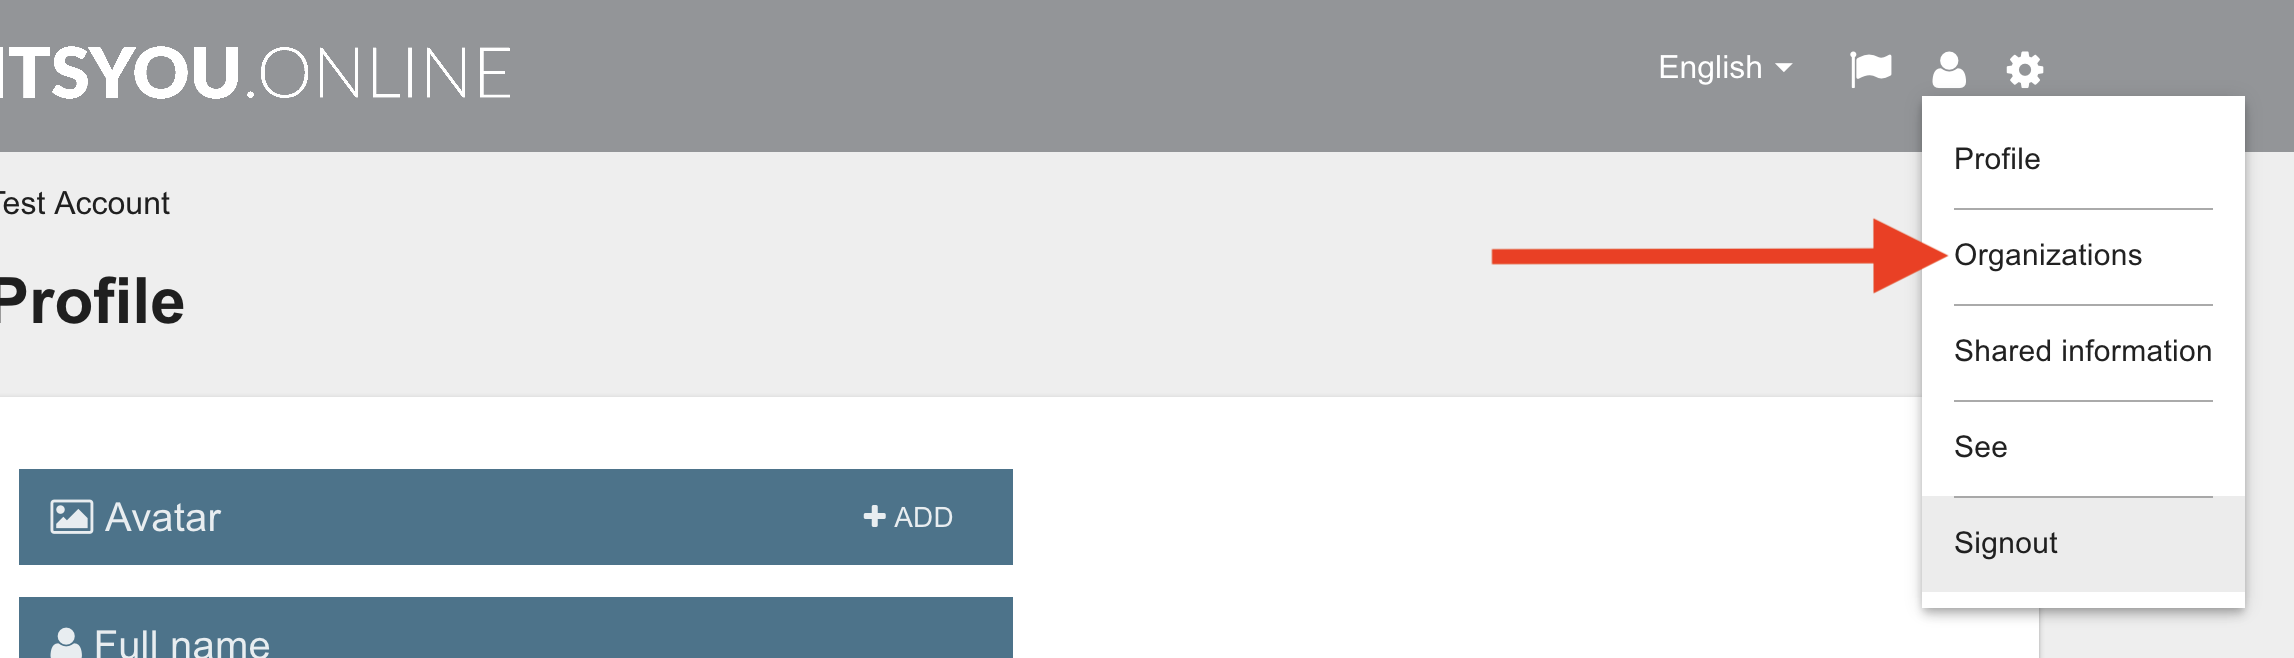 ITSYOU.ONLINE
English
Test Account
Profile
Profile
Organizations
Shared information
See
Signout
Avatar
ADD
Full name